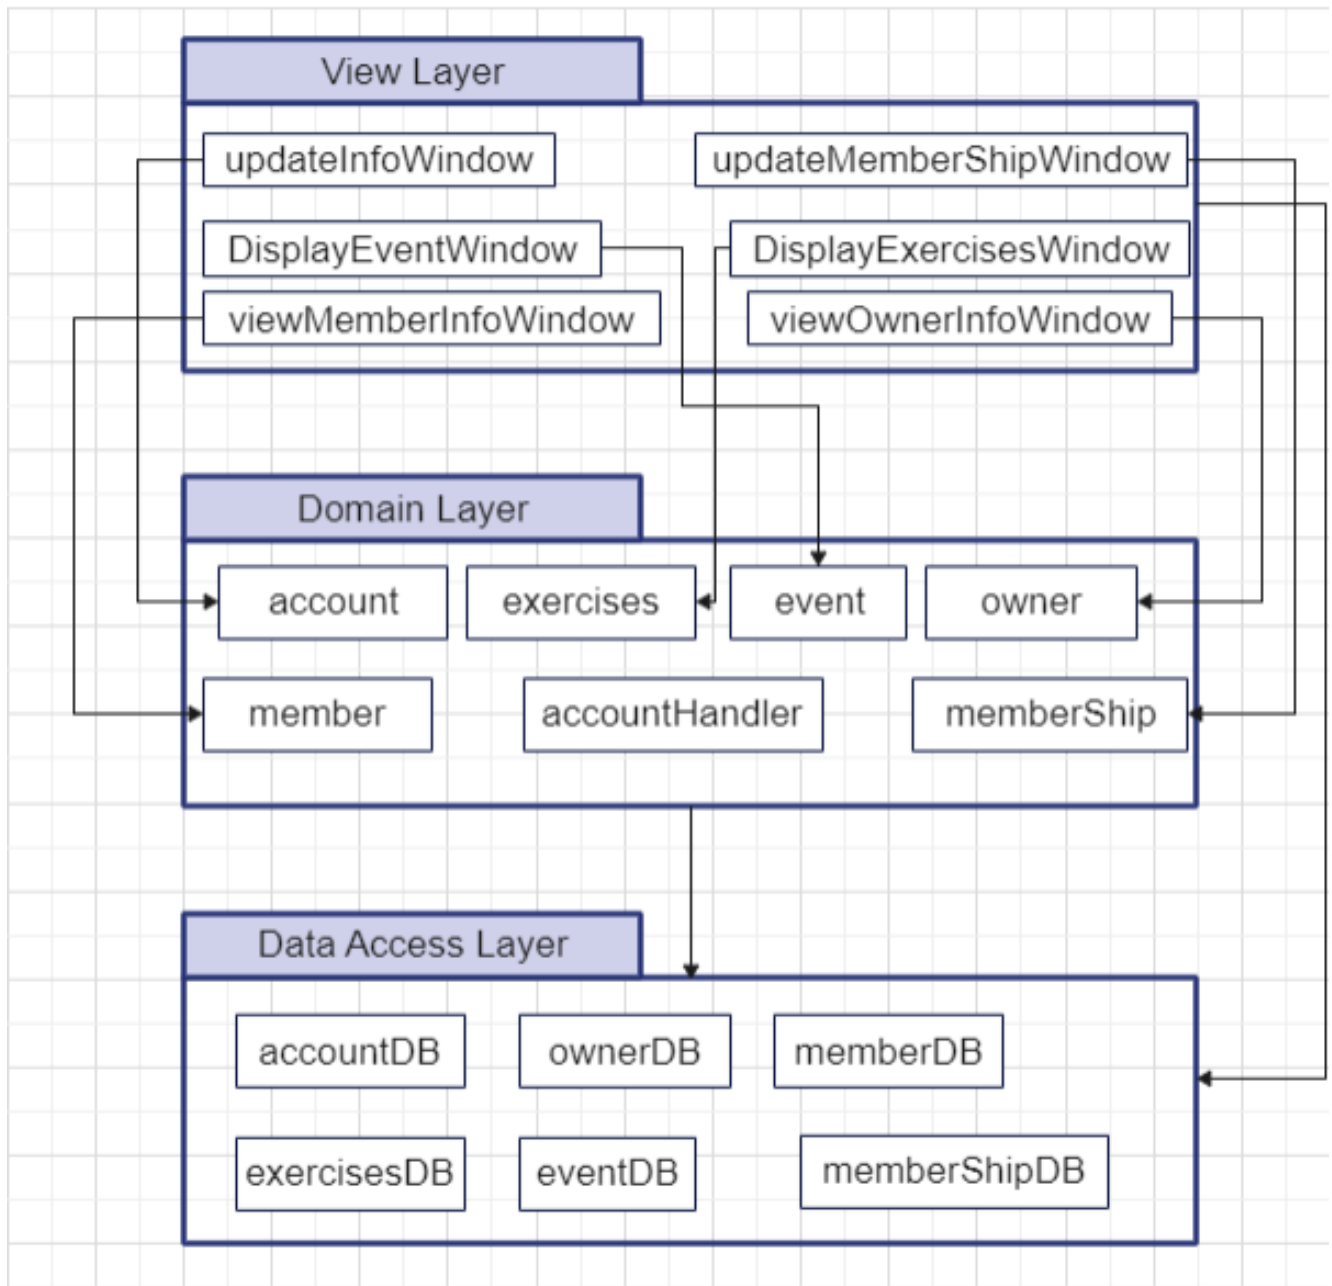 View Layer
updateInfoWindow
updateMemberShipWindow
DisplayEventWindow
DisplayExercisesWindow
viewMemberInfoWindow
viewOwnerInfoWindow
Domain Layer
account
exercises
event
owner
member
accountHandler
memberShip
Data Access Layer
accountDB
ownerDB
memberDB
exercisesDB
eventDB
memberShipDB